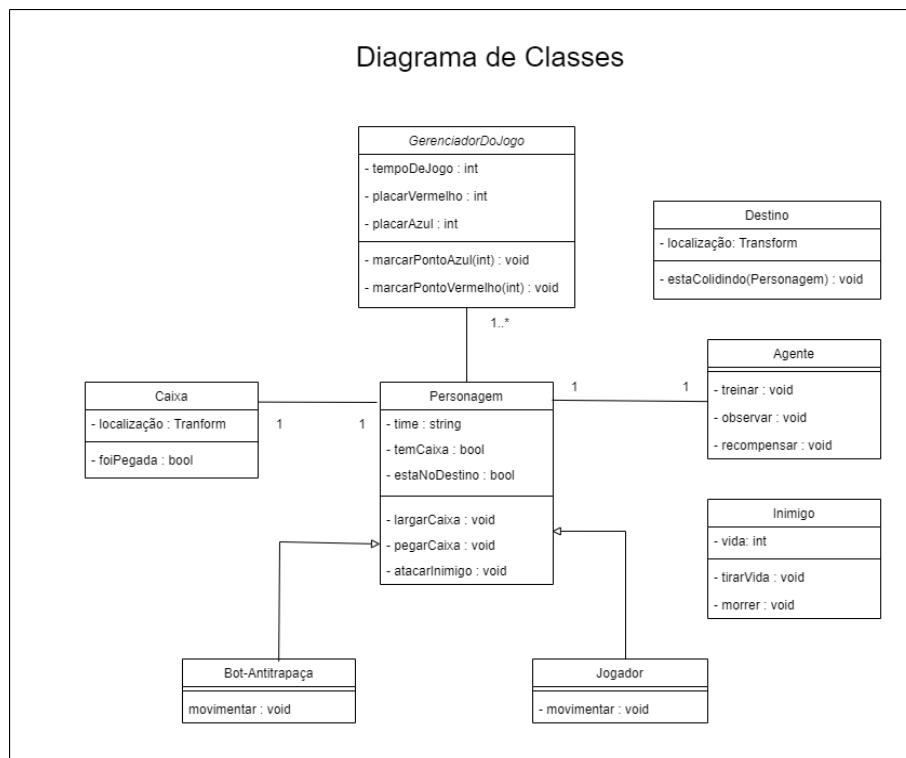 Diagrama de Classes
GerenciadorDoJogo
- tempoDeJogo : int
- placarVermelho : int
- placarAzul : int
- marcarPontoAzul(int) : void
- marcarPontoVermelho(int) : void
Destino
- localização: Transform
- estaColidindo(Personagem) : void
1..*
Caixa
- localização : Tranform
- foiPegada : bool
1
1
Personagem
- time : string
- temCaixa : bool
- estaNoDestino : bool
- largarCaixa : void
- pegarCaixa : void
- atacarInimigo : void
1
1
Agente
- treinar : void
- observar : void
- recompensar : void
Inimigo
- vida: int
- tirarVida : void
- morrer : void
Bot-Antitrapaça
movimentar : void
Jogador
- movimentar : void